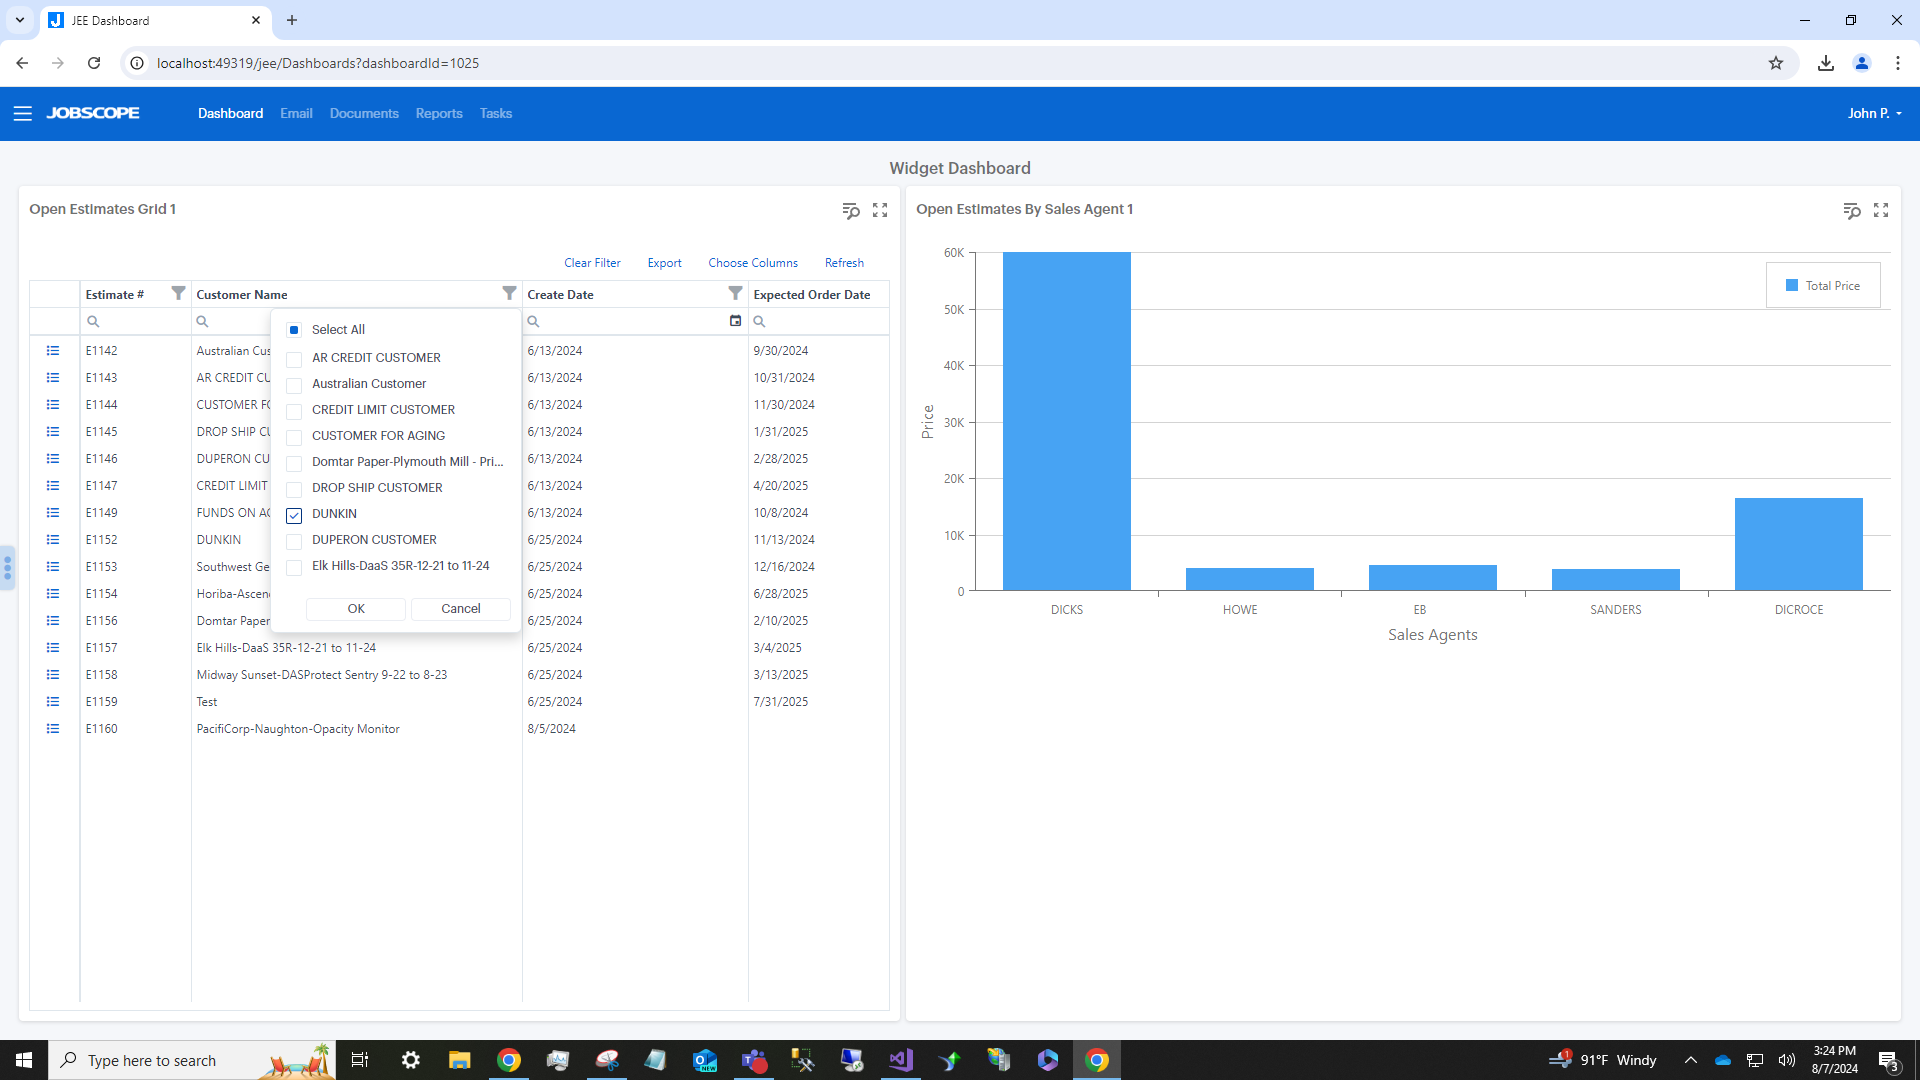 JEE Dashboard
localhost:49319/jee/Dashboards?dashboardId=1025
JOBSCOPE Dashboard Email Documents Reports Tasks John P.
Widget Dashboard
Open Estimates Grid 1
Clear Filter Export Choose Columns Refresh
Estimate # Customer Name Create Date Expected Order Date
E1142 Australian Cus 6/13/2024 9/30/2024
E1143 AR CREDIT CU 6/13/2024 10/31/2024
E1144 CUSTOMER FO 6/13/2024 11/30/2024
E1145 DROP SHIP CU 6/13/2024 1/31/2025
E1146 DUPERON CU 6/13/2024 2/28/2025
E1147 CREDIT LIMIT 6/13/2024 4/20/2025
E1149 FUNDS ON AC 6/13/2024 10/8/2024
E1152 DUNKIN 6/25/2024 11/13/2024
E1153 Southwest Ge 6/25/2024 12/16/2024
E1154 Horiba-Ascen 6/25/2024 6/28/2025
E1156 Domtar Paper 6/25/2024 2/10/2025
E1157 Elk Hills-DaaS 35R-12-21 to 11-24 6/25/2024 3/4/2025
E1158 Midway Sunset-DASProtect Sentry 9-22 to 8-23 6/25/2024 3/13/2025
E1159 Test 6/25/2024 7/31/2025
E1160 PacifiCorp-Naughton-Opacity Monitor 8/5/2024
Select All
AR CREDIT CUSTOMER
Australian Customer
CREDIT LIMIT CUSTOMER
CUSTOMER FOR AGING
Domtar Paper-Plymouth Mill - Pri...
DROP SHIP CUSTOMER
DUNKIN
DUPERON CUSTOMER
Elk Hills-DaaS 35R-12-21 to 11-24
OK Cancel
Open Estimates By Sales Agent 1
60K
50K
40K
30K
20K
10K
0
Price
Total Price
DICKS HOWE EB SANDERS DICROCE
Sales Agents
Type here to search
NEW
1
91°F Windy
3:24 PM
8/7/2024
3